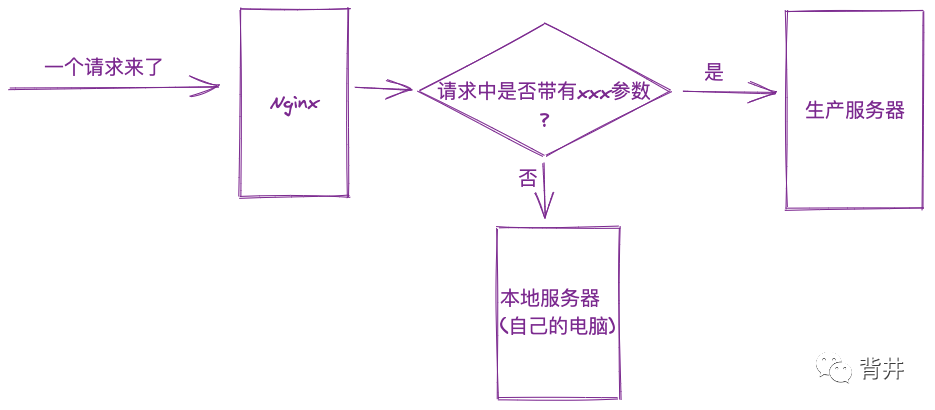 一个请求来了
Nginx
请求中是否带有xxx参数
?
是
生产服务器
否
本地服务器
(自己的电脑)
背井